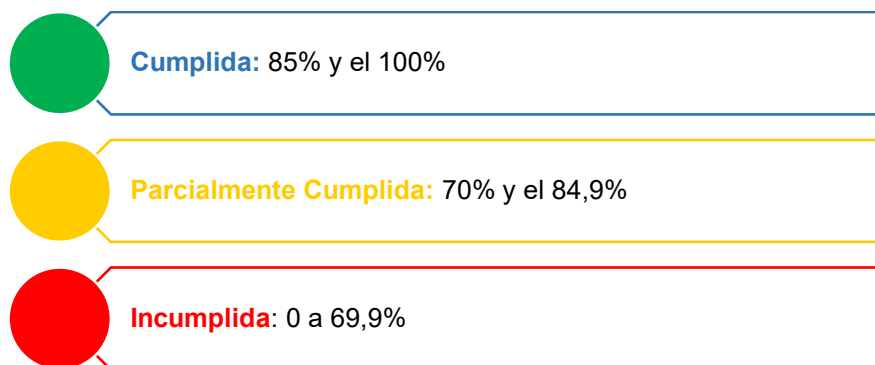 Cumplida: 85% y el 100%
Parcialmente Cumplida: 70% y el 84,9%
Incumplida: 0 a 69,9%